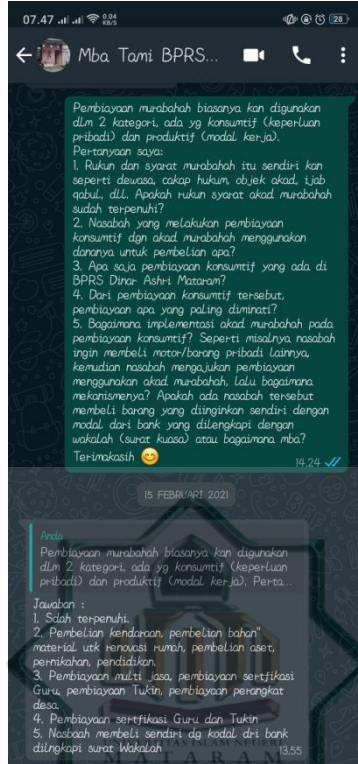 07.47
0.04
KB/S
28
Mba Tami BPRS...
Pembiayaan murabahah biasanya kan digunakan
dlm 2 kategori, ada yg konsumtif (keperluan
pribadi) dan produktif (modal kerja).
Pertanyaan saya:
1. Rukun dan syarat murabahah itu sendiri kan
seperti dewasa, cakap hukum, objek akad, ijab
qabul, dll. Apakah rukun syarat akad murabahah
sudah terpenuhi?
2. Nasabah yang melakukan pembiayaan
konsumtif dgn akad murabahah menggunakan
dananya untuk pembelian apa?
3. Apa saja pembiayaan konsumtif yang ada di
BPRS Dinar Ashri Mataram?
4. Dari pembiayaan konsumtif tersebut,
pembiayaan apa yang paling diminati?
5. Bagaimana implementasi akad murabahah pada
pembiayaan konsumtif? Seperti misalnya nasabah
ingin membeli motor/barang pribadi lainnya,
kemudian nasabah mengajukan pembiayaan
menggunakan akad murabahah, lalu bagaimana
mekanismenya? Apakah ada nasabah tersebut
membeli barang yang diinginkan sendiri dengan
modal dari bank yang dilengkapi dengan
wakalah (surat kuasa) atau bagaimana mba?
Terimakasih 😊
14.24
15 FEBRUARI 2021
Anda
Pembiayaan murabahah biasanya kan digunakan
dlm 2 kategori, ada yg konsumtif (keperluan
pribadi) dan produktif (modal kerja). Perta...
Jawaban :
1. Sdah terpenuhi.
2. Pembelian kendaraan, pembelian bahan"
material utk renovasi rumah, pembelian aset,
pernikahan, pendidikan.
3. Pembiayaan multi jasa, pembiayaan sertfikasi
Guru, pembiayaan Tukin, pembiayaan perangkat
desa.
4. Pembiayaan sertfikasi Guru dan Tukin
5. Nasbaah membeli sendiri dg kodal dri bank
dilngkapi surat Wakalah
13.55
UNIVERSITAS ISLAM NEGERI
MATARAM